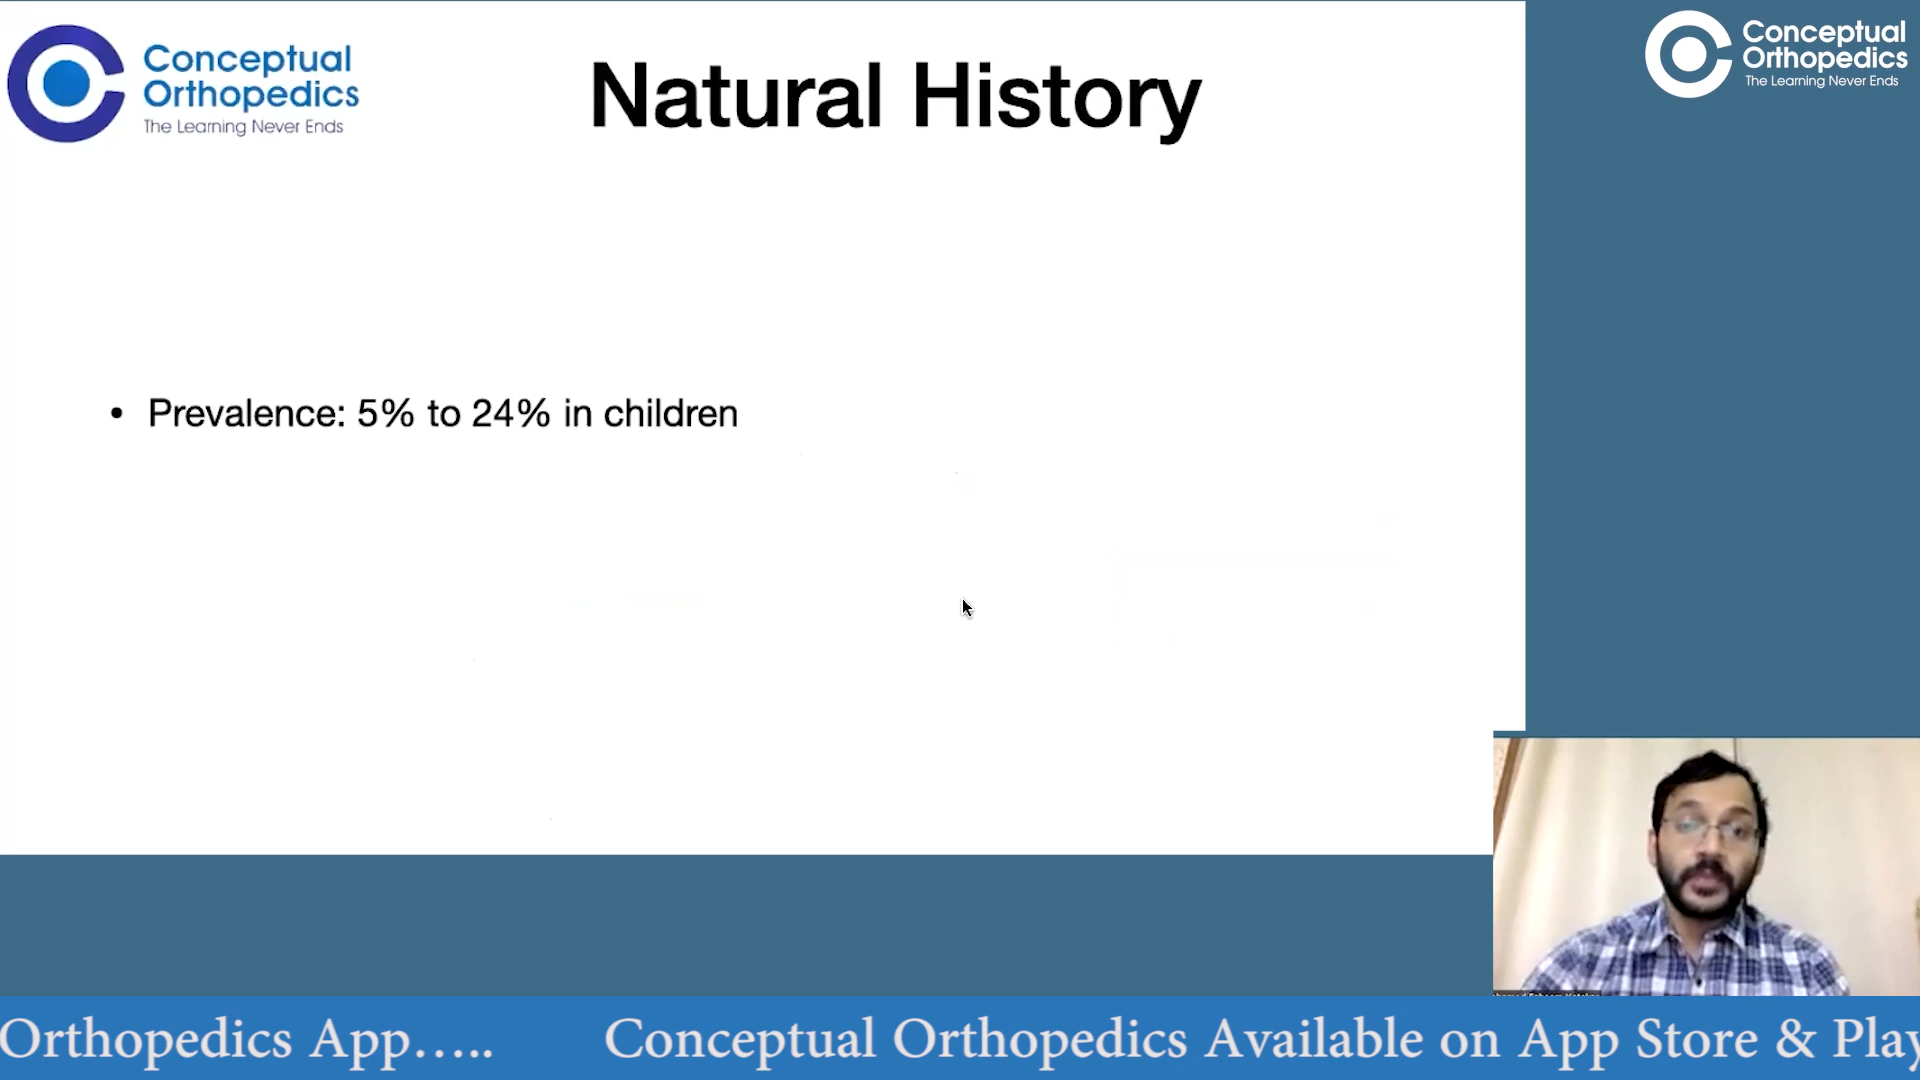 Conceptual
Orthopedics
The Learning Never Ends
Natural History
Conceptual
Orthopedics
The Learning Never Ends
• Prevalence: 5% to 24% in children
Orthopedics App..... Conceptual Orthopedics Available on App Store & Play